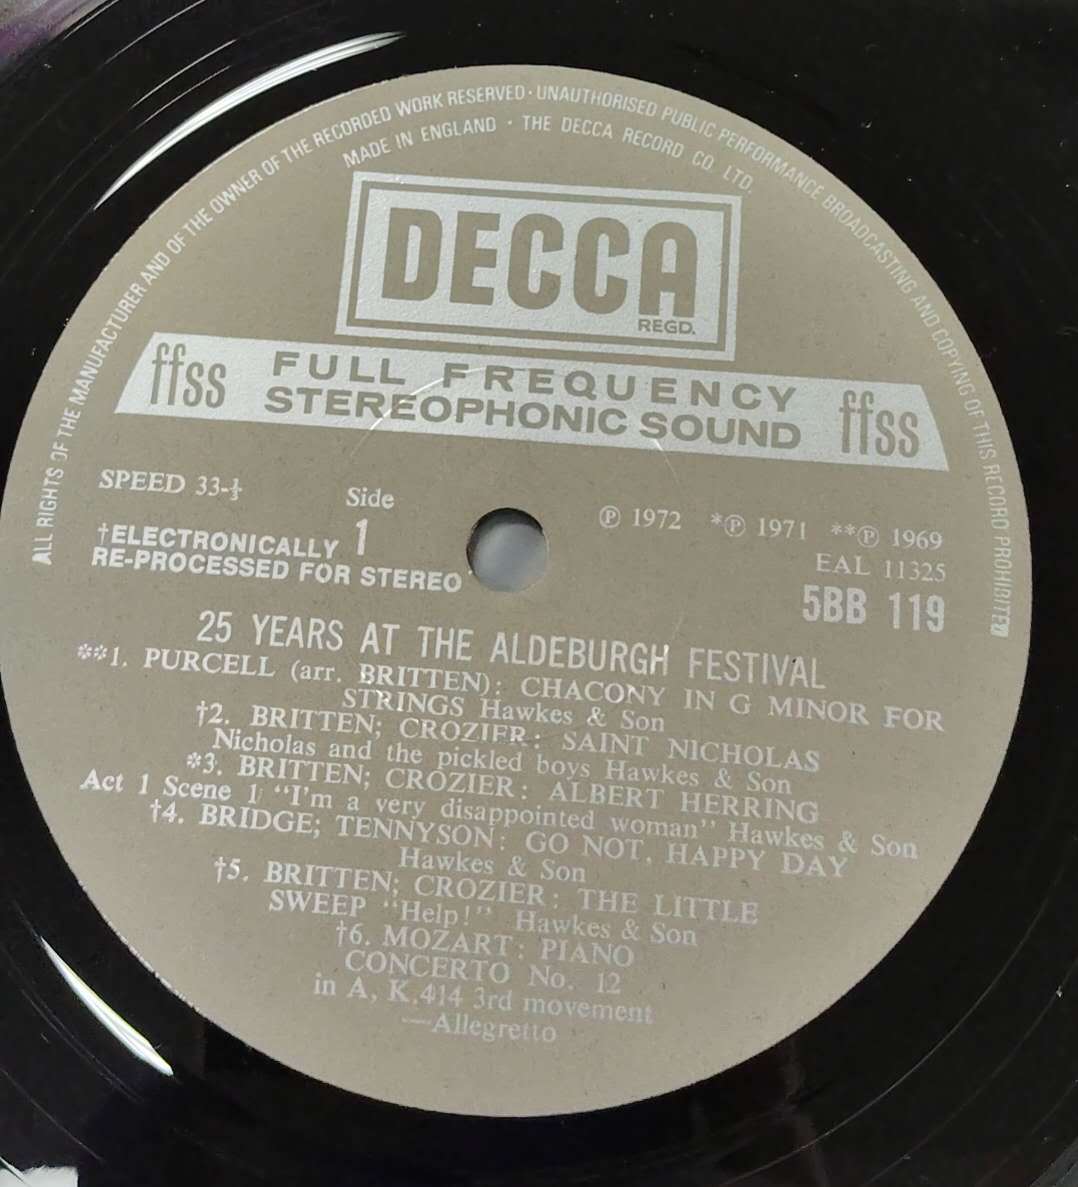 ALL RIGHTS OF THE MANUFACTURER AND OF THE OWNER OF THE RECORDED WORK RESERVED · UNAUTHORISED PUBLIC PERFORMANCE BROADCASTING AND COPYING OF THIS RECORD PROHIBITED
MADE IN ENGLAND · THE DECCA RECORD CO. LTD.
DECCA
REGD.
ffss FULL FREQUENCY ffss
STEREOPHONIC SOUND
SPEED 33-⅓
Side
1
†ELECTRONICALLY
RE-PROCESSED FOR STEREO
℗ 1972 *℗ 1971 **℗ 1969
EAL 11325
5BB 119
25 YEARS AT THE ALDEBURGH FESTIVAL
**1. PURCELL (arr. BRITTEN): CHACONY IN G MINOR FOR
STRINGS Hawkes & Son
†2. BRITTEN; CROZIER: SAINT NICHOLAS
Nicholas and the pickled boys Hawkes & Son
*3. BRITTEN; CROZIER: ALBERT HERRING
Act 1 Scene 1 "I'm a very disappointed woman" Hawkes & Son
†4. BRIDGE; TENNYSON: GO NOT, HAPPY DAY
Hawkes & Son
†5. BRITTEN; CROZIER: THE LITTLE
SWEEP "Help!" Hawkes & Son
†6. MOZART: PIANO
CONCERTO No. 12
in A, K.414 3rd movement
—Allegretto